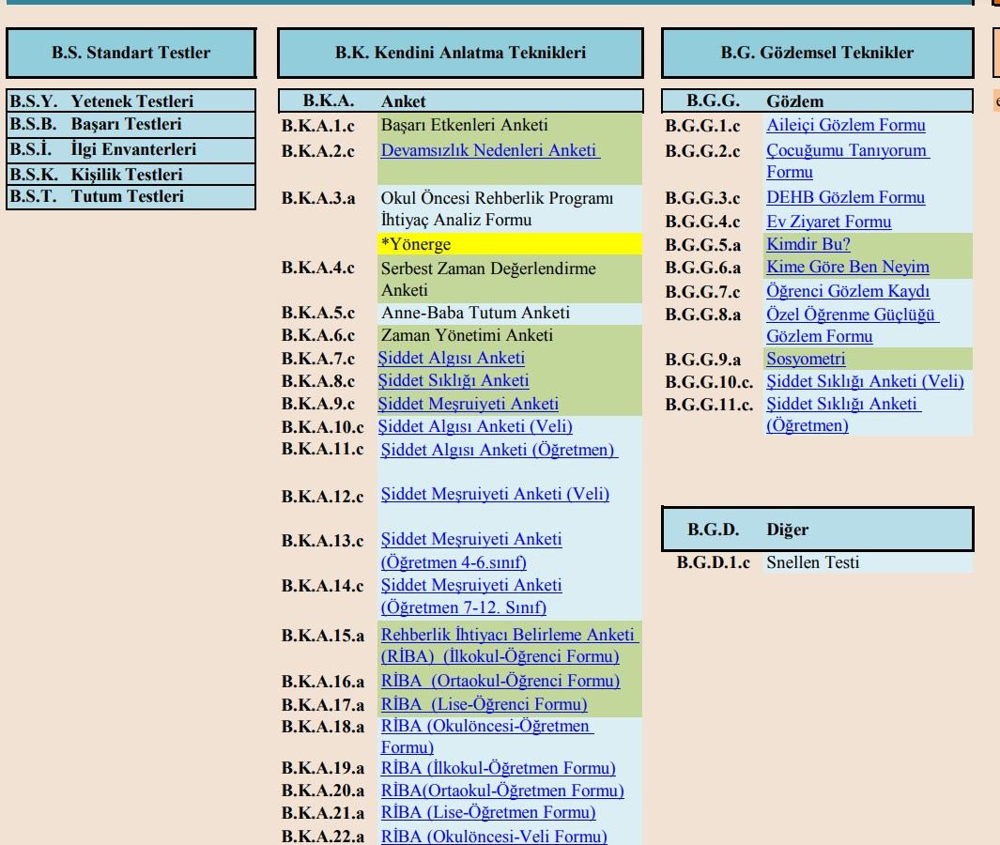 B.S. Standart Testler
B.S.Y. Yetenek Testleri
B.S.B. Başarı Testleri
B.S.İ. İlgi Envanterleri
B.S.K. Kişilik Testleri
B.S.T. Tutum Testleri
B.K. Kendini Anlatma Teknikleri
B.K.A. Anket
B.K.A.1.c Başarı Etkenleri Anketi
B.K.A.2.c Devamsızlık Nedenleri Anketi
B.K.A.3.a Okul Öncesi Rehberlik Programı
İhtiyaç Analiz Formu
*Yönerge
B.K.A.4.c Serbest Zaman Değerlendirme
Anketi
B.K.A.5.c Anne-Baba Tutum Anketi
B.K.A.6.c Zaman Yönetimi Anketi
B.K.A.7.c Şiddet Algısı Anketi
B.K.A.8.c Şiddet Sıklığı Anketi
B.K.A.9.c Şiddet Meşruiyeti Anketi
B.K.A.10.c Şiddet Algısı Anketi (Veli)
B.K.A.11.c Şiddet Algısı Anketi (Öğretmen)
B.K.A.12.c Şiddet Meşruiyeti Anketi (Veli)
B.K.A.13.c Şiddet Meşruiyeti Anketi
(Öğretmen 4-6.sınıf)
B.K.A.14.c Şiddet Meşruiyeti Anketi
(Öğretmen 7-12. Sınıf)
B.K.A.15.a Rehberlik İhtiyacı Belirleme Anketi
(RİBA) (İlkokul-Öğrenci Formu)
B.K.A.16.a RİBA (Ortaokul-Öğrenci Formu)
B.K.A.17.a RİBA (Lise-Öğrenci Formu)
B.K.A.18.a RİBA (Okulöncesi-Öğretmen
Formu)
B.K.A.19.a RİBA (İlkokul-Öğretmen Formu)
B.K.A.20.a RİBA(Ortaokul-Öğretmen Formu)
B.K.A.21.a RİBA (Lise-Öğretmen Formu)
B.K.A.22.a RİBA (Okulöncesi-Veli Formu)
B.G. Gözlemsel Teknikler
B.G.G. Gözlem
B.G.G.1.c Aileiçi Gözlem Formu
B.G.G.2.c Çocuğumu Tanıyorum
Formu
B.G.G.3.c DEHB Gözlem Formu
B.G.G.4.c Ev Ziyaret Formu
B.G.G.5.a Kimdir Bu?
B.G.G.6.a Kime Göre Ben Neyim
B.G.G.7.c Öğrenci Gözlem Kaydı
B.G.G.8.a Özel Öğrenme Güçlüğü
Gözlem Formu
B.G.G.9.a Sosyometri
B.G.G.10.c. Şiddet Sıklığı Anketi (Veli)
B.G.G.11.c. Şiddet Sıklığı Anketi
(Öğretmen)
B.G.D. Diğer
B.G.D.1.c Snellen Testi